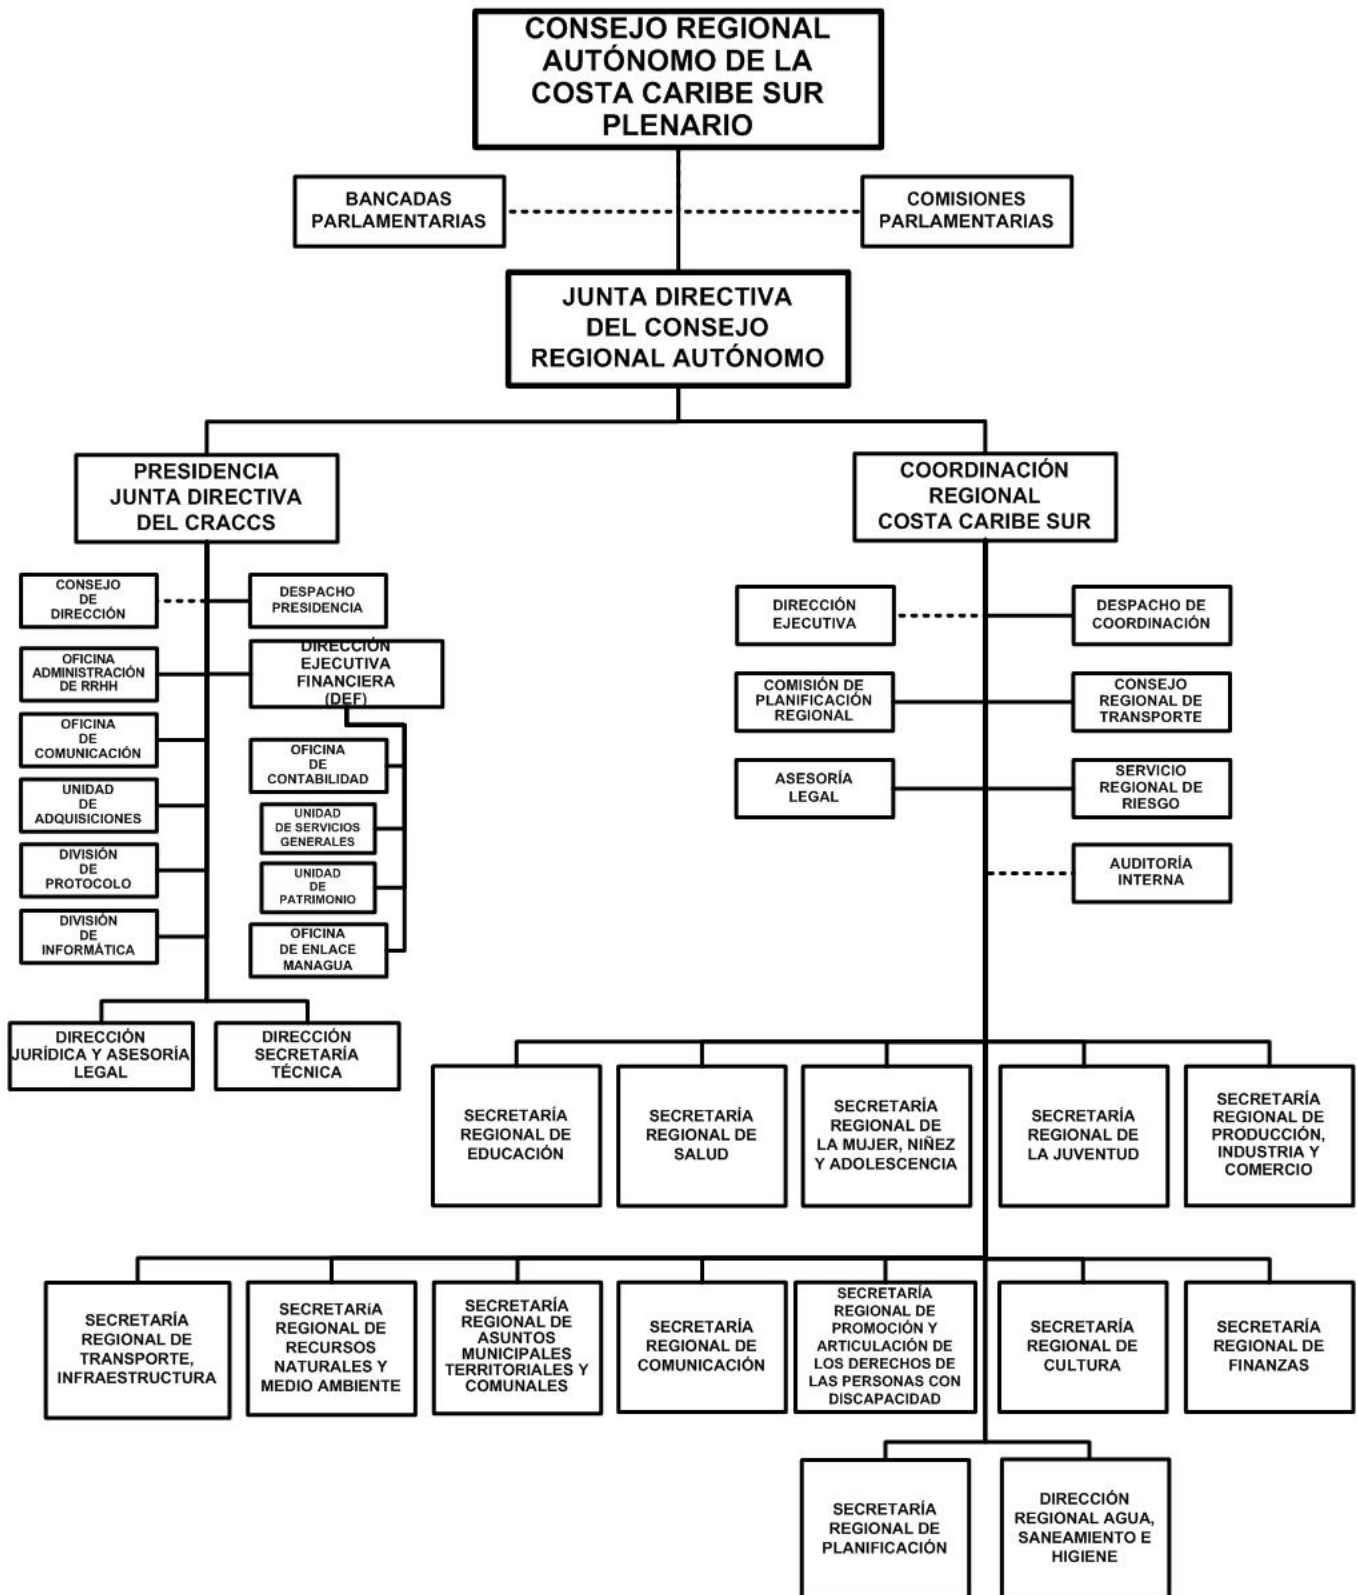 CONSEJO REGIONAL
AUTÓNOMO DE LA
COSTA CARIBE SUR
PLENARIO
BANCADAS
PARLAMENTARIAS
COMISIONES
PARLAMENTARIAS
JUNTA DIRECTIVA
DEL CONSEJO
REGIONAL AUTÓNOMO
PRESIDENCIA
JUNTA DIRECTIVA
DEL CRACCS
COORDINACIÓN
REGIONAL
COSTA CARIBE SUR
CONSEJO
DE
DIRECCIÓN
DESPACHO
PRESIDENCIA
OFICINA
ADMINISTRACIÓN
DE RRHH
DIRECCIÓN
EJECUTIVA
FINANCIERA
(DEF)
OFICINA
DE
COMUNICACIÓN
OFICINA
DE
CONTABILIDAD
UNIDAD
DE
ADQUISICIONES
UNIDAD
DE SERVICIOS
GENERALES
DIVISIÓN
DE
PROTOCOLO
UNIDAD
DE
PATRIMONIO
DIVISIÓN
DE
INFORMÁTICA
OFICINA
DE ENLACE
MANAGUA
DIRECCIÓN
JURÍDICA Y ASESORÍA
LEGAL
DIRECCIÓN
SECRETARÍA
TÉCNICA
DIRECCIÓN
EJECUTIVA
DESPACHO DE
COORDINACIÓN
COMISIÓN DE
PLANIFICACIÓN
REGIONAL
CONSEJO
REGIONAL DE
TRANSPORTE
ASESORÍA
LEGAL
SERVICIO
REGIONAL DE
RIESGO
AUDITORÍA
INTERNA
SECRETARÍA
REGIONAL DE
EDUCACIÓN
SECRETARÍA
REGIONAL DE
SALUD
SECRETARÍA
REGIONAL DE
LA MUJER, NIÑEZ
Y ADOLESCENCIA
SECRETARÍA
REGIONAL DE
LA JUVENTUD
SECRETARÍA
REGIONAL DE
PRODUCCIÓN,
INDUSTRIA Y
COMERCIO
SECRETARÍA
REGIONAL DE
TRANSPORTE,
INFRAESTRUCTURA
SECRETARíA
REGIONAL DE
RECURSOS
NATURALES Y
MEDIO AMBIENTE
SECRETARÍA
REGIONAL DE
ASUNTOS
MUNICIPALES
TERRITORIALES Y
COMUNALES
SECRETARÍA
REGIONAL DE
COMUNICACIÓN
SECRETARÍA
REGIONAL DE
PROMOCIÓN Y
ARTICULACIÓN DE
LOS DERECHOS DE
LAS PERSONAS CON
DISCAPACIDAD
SECRETARÍA
REGIONAL DE
CULTURA
SECRETARÍA
REGIONAL DE
FINANZAS
SECRETARÍA
REGIONAL DE
PLANIFICACIÓN
DIRECCIÓN
REGIONAL AGUA,
SANEAMIENTO E
HIGIENE